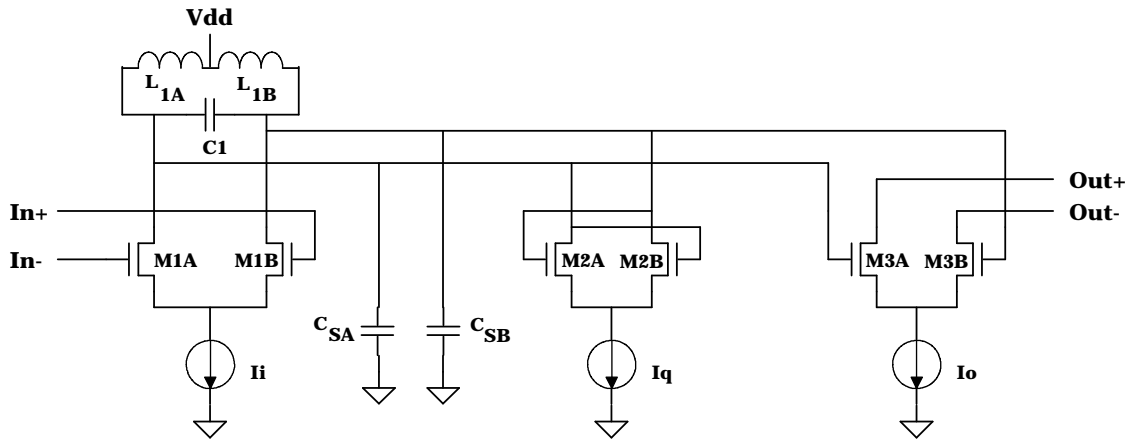 Vdd
L1A
L1B
C1
In+
In-
M1A
M1B
CSA
CSB
M2A
M2B
M3A
M3B
Out+
Out-
Ii
Iq
Io